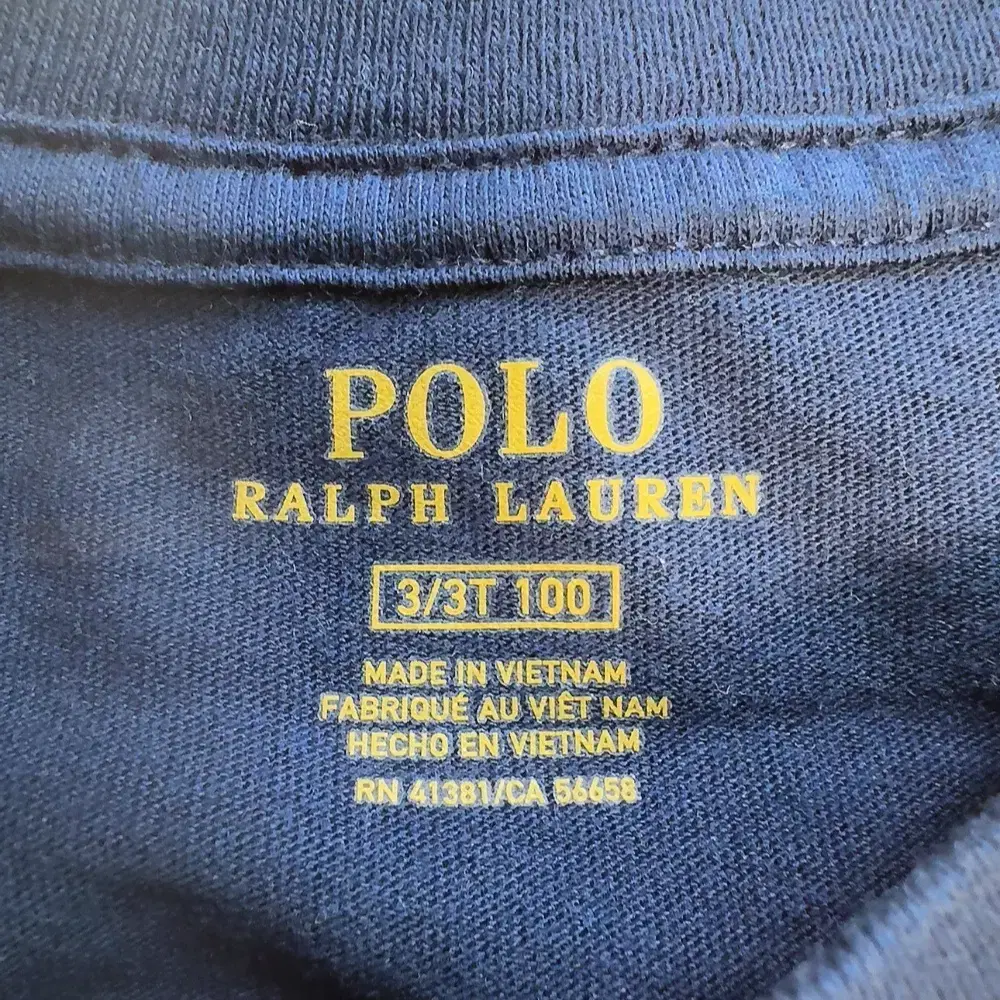 POLO
RALPH LAUREN
3/3T 100
MADE IN VIETNAM
FABRIQUÉ AU VIÊT NAM
HECHO EN VIETNAM
RN 41381/CA 56658